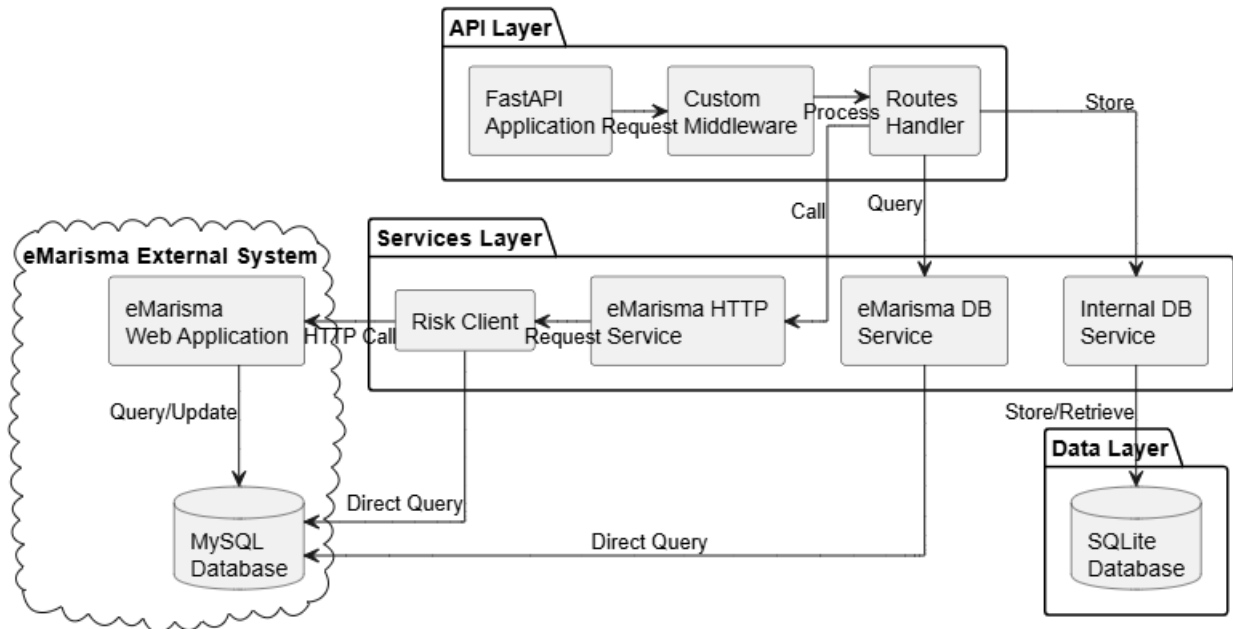 API Layer
FastAPI
Application
Request
Custom
Middleware
Process
Routes
Handler
Store
Call
Query
eMarisma External System
Services Layer
eMarisma
Web Application
HTTP Call
Risk Client
Request
eMarisma HTTP
Service
eMarisma DB
Service
Internal DB
Service
Query/Update
Store/Retrieve
Data Layer
Direct Query
Direct Query
MySQL
Database
SQLite
Database